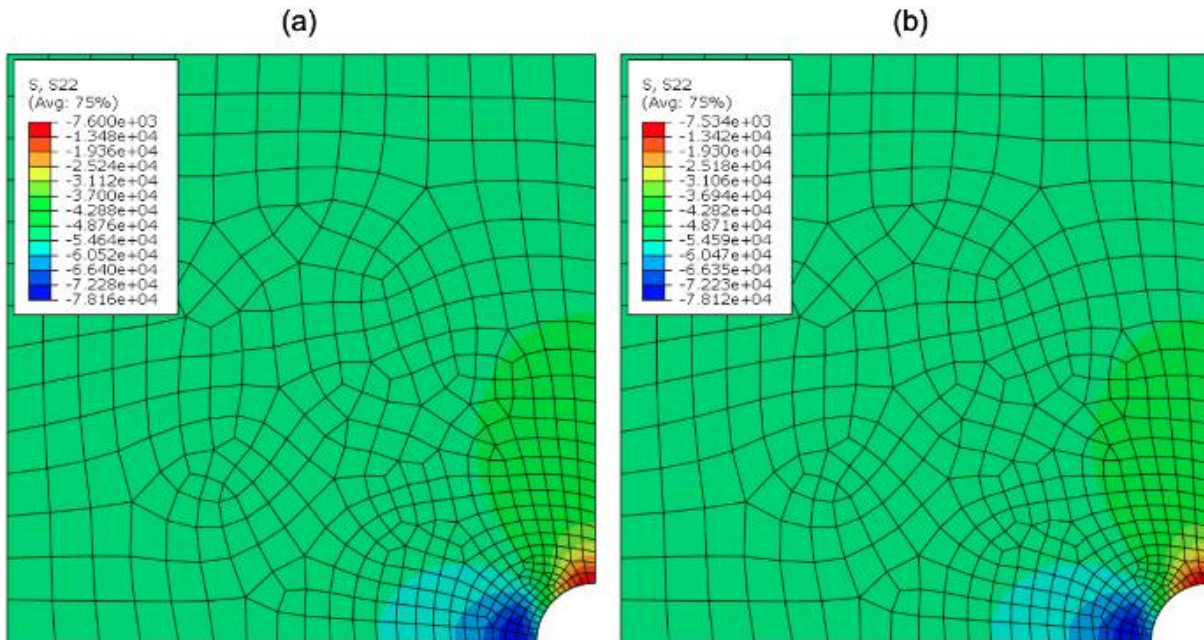 (a)
S, S22
(Avg: 75%)
-7.600e+03
-1.348e+04
-1.936e+04
-2.524e+04
-3.112e+04
-3.700e+04
-4.288e+04
-4.876e+04
-5.464e+04
-6.052e+04
-6.640e+04
-7.228e+04
-7.816e+04
(b)
S, S22
(Avg: 75%)
-7.534e+03
-1.342e+04
-1.930e+04
-2.518e+04
-3.106e+04
-3.694e+04
-4.282e+04
-4.871e+04
-5.459e+04
-6.047e+04
-6.635e+04
-7.223e+04
-7.812e+04